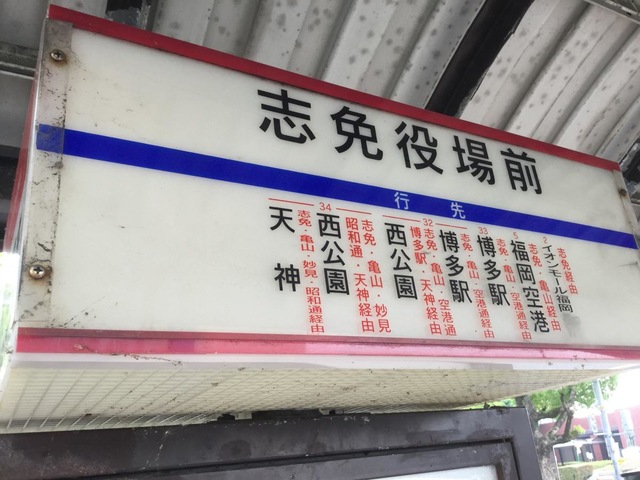 志免役場前
行先
志免経由
2
イオンモール福岡
志免・亀山経由
福岡空港
5
志免・亀山・空港通経由
33
博多駅
志免・亀山・空港通経由
博多駅
32
志免・亀山・空港通
博多駅・天神経由
西公園
志免・亀山・妙見
昭和通・天神経由
34
西公園
志免・亀山・妙見・昭和通経由
天神